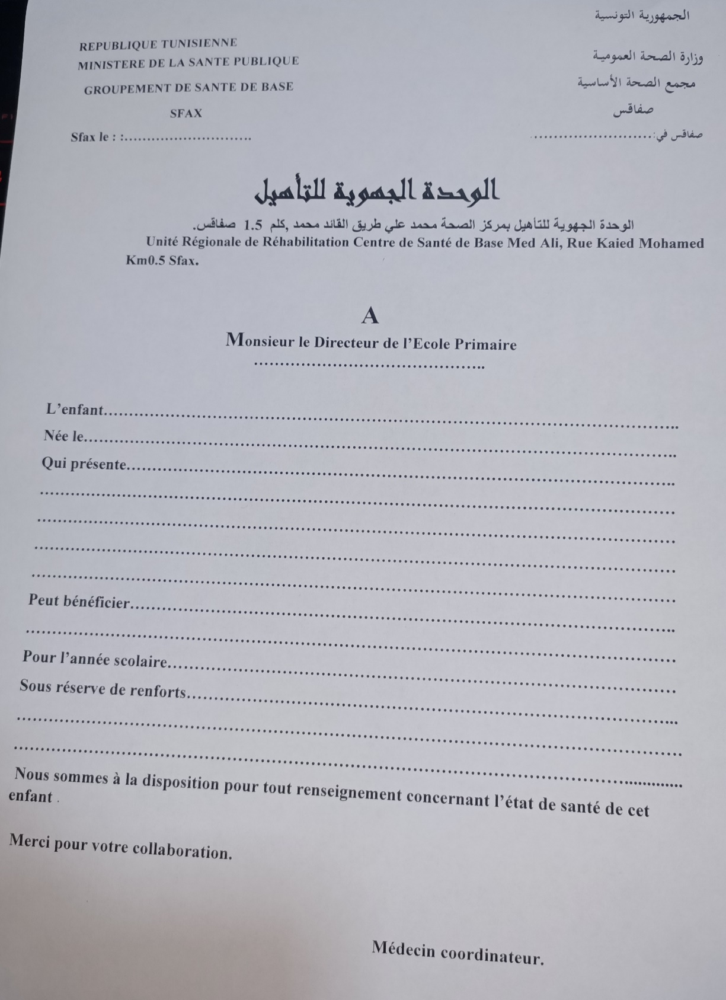 الجمهورية التونسية
REPUBLIQUE TUNISIENNE
وزارة الصحة العمومية
MINISTERE DE LA SANTE PUBLIQUE
مجمع الصحة الأساسية
GROUPEMENT DE SANTE DE BASE
صفاقس
SFAX
صفاقس في:........................
Sfax le : :............................
الوحدة الجهوية للتأهيل
الوحدة الجهوية للتأهيل بمركز الصحة محمد علي طريق القائد محمد ,كلم 1.5 صفاقس.
Unité Régionale de Réhabilitation Centre de Santé de Base Med Ali, Rue Kaied Mohamed
Km0.5 Sfax.
A
Monsieur le Directeur de l’Ecole Primaire
.............................................
L’enfant....................................................................................................
Née le....................................................................................................
Qui présente....................................................................................................
....................................................................................................
....................................................................................................
....................................................................................................
....................................................................................................
Peut bénéficier....................................................................................................
....................................................................................................
Pour l’année scolaire....................................................................................................
Sous réserve de renforts....................................................................................................
....................................................................................................
....................................................................................................
Nous sommes à la disposition pour tout renseignement concernant l’état de santé de cet
enfant .
Merci pour votre collaboration.
Médecin coordinateur.